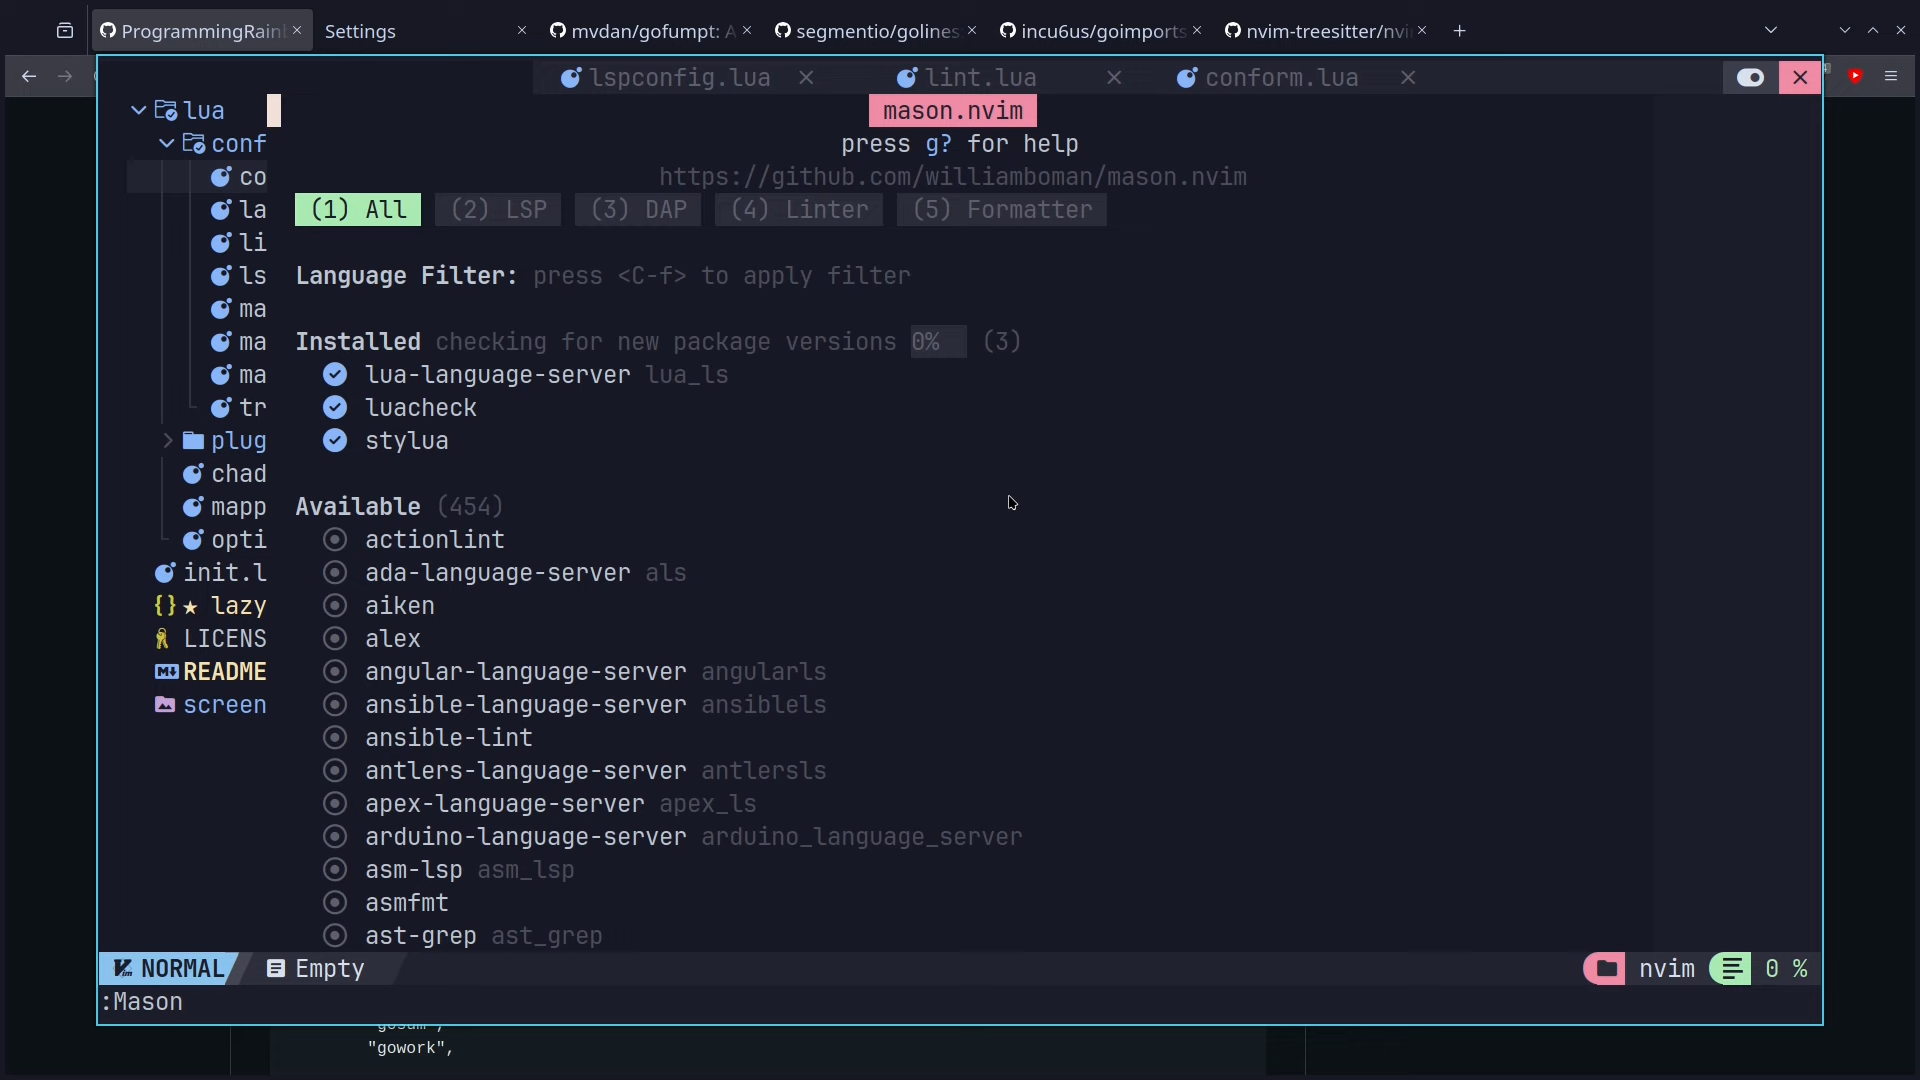 ProgrammingRain
Settings
mvdan/gofumpt: A
segmentio/golines
incu6us/goimports
nvim-treesitter/nvi
lspconfig.lua
lint.lua
conform.lua
lua
conf
co
la
li
ls
ma
ma
ma
tr
plug
chad
mapp
opti
init.l
lazy
LICENS
README
screen
mason.nvim
press g? for help
https://github.com/williamboman/mason.nvim
(1) All (2) LSP (3) DAP (4) Linter (5) Formatter
Language Filter: press <C-f> to apply filter
Installed checking for new package versions 0% (3)
lua-language-server lua_ls
luacheck
stylua
Available (454)
actionlint
ada-language-server als
aiken
alex
angular-language-server angularls
ansible-language-server ansiblels
ansible-lint
antlers-language-server antlersls
apex-language-server apex_ls
arduino-language-server arduino_language_server
asm-lsp asm_lsp
asmfmt
ast-grep ast_grep
NORMAL Empty nvim 0 %
:Mason
"gowork",